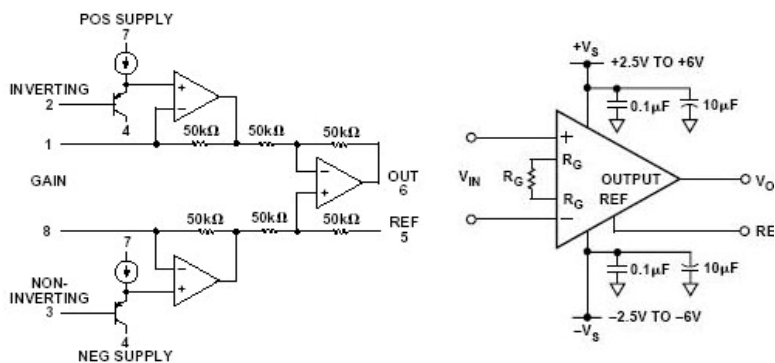 POS SUPPLY
7
INVERTING
2
4
+
−
1
50kΩ
50kΩ
50kΩ
−
+
OUT
6
GAIN
8
50kΩ
50kΩ
50kΩ
REF
5
7
−
+
NON-
INVERTING
3
4
NEG SUPPLY
+VS
+2.5V TO +6V
0.1µF
10µF
+
RG
VIN
RG
RG
OUTPUT
REF
−
VO
RE
0.1µF
10µF
−2.5V TO −6V
−VS